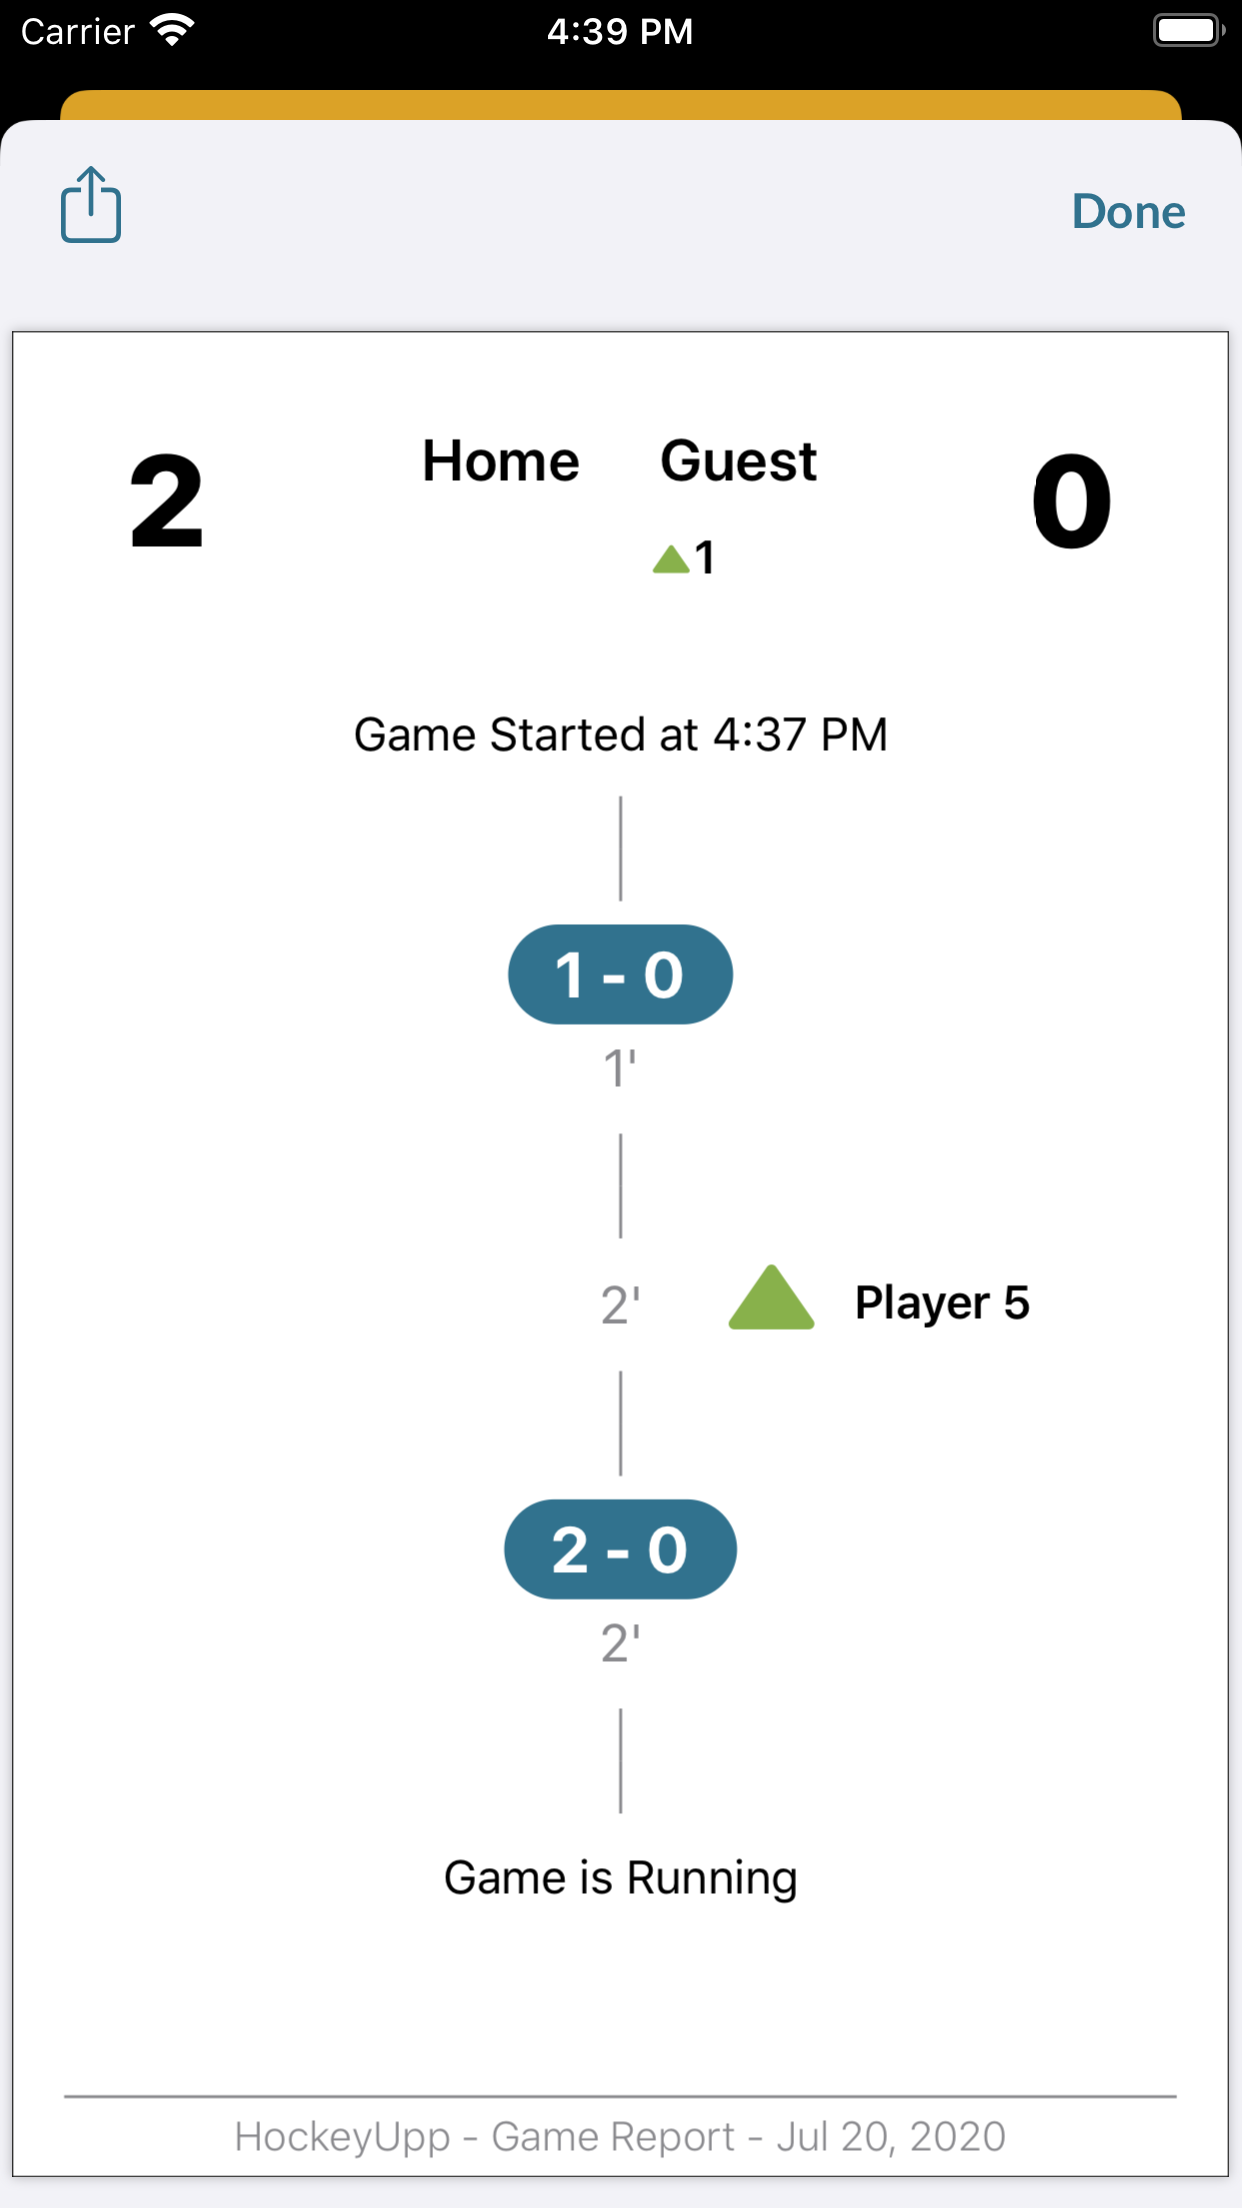 Carrier 4:39 PM
Done
2 Home Guest 0
1
Game Started at 4:37 PM
1 - 0
1'
2' Player 5
2 - 0
2'
Game is Running
HockeyUpp - Game Report - Jul 20, 2020